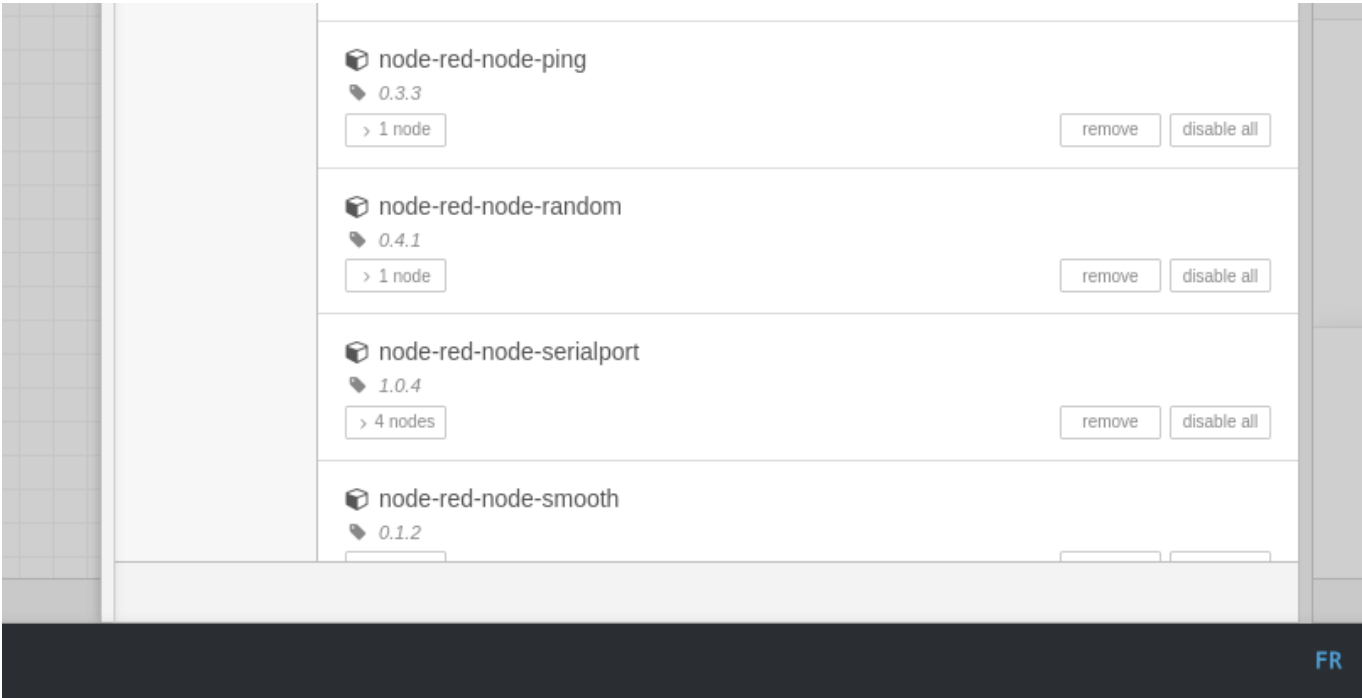 node-red-node-ping
0.3.3
1 node remove disable all
node-red-node-random
0.4.1
1 node remove disable all
node-red-node-serialport
1.0.4
4 nodes remove disable all
node-red-node-smooth
0.1.2
FR